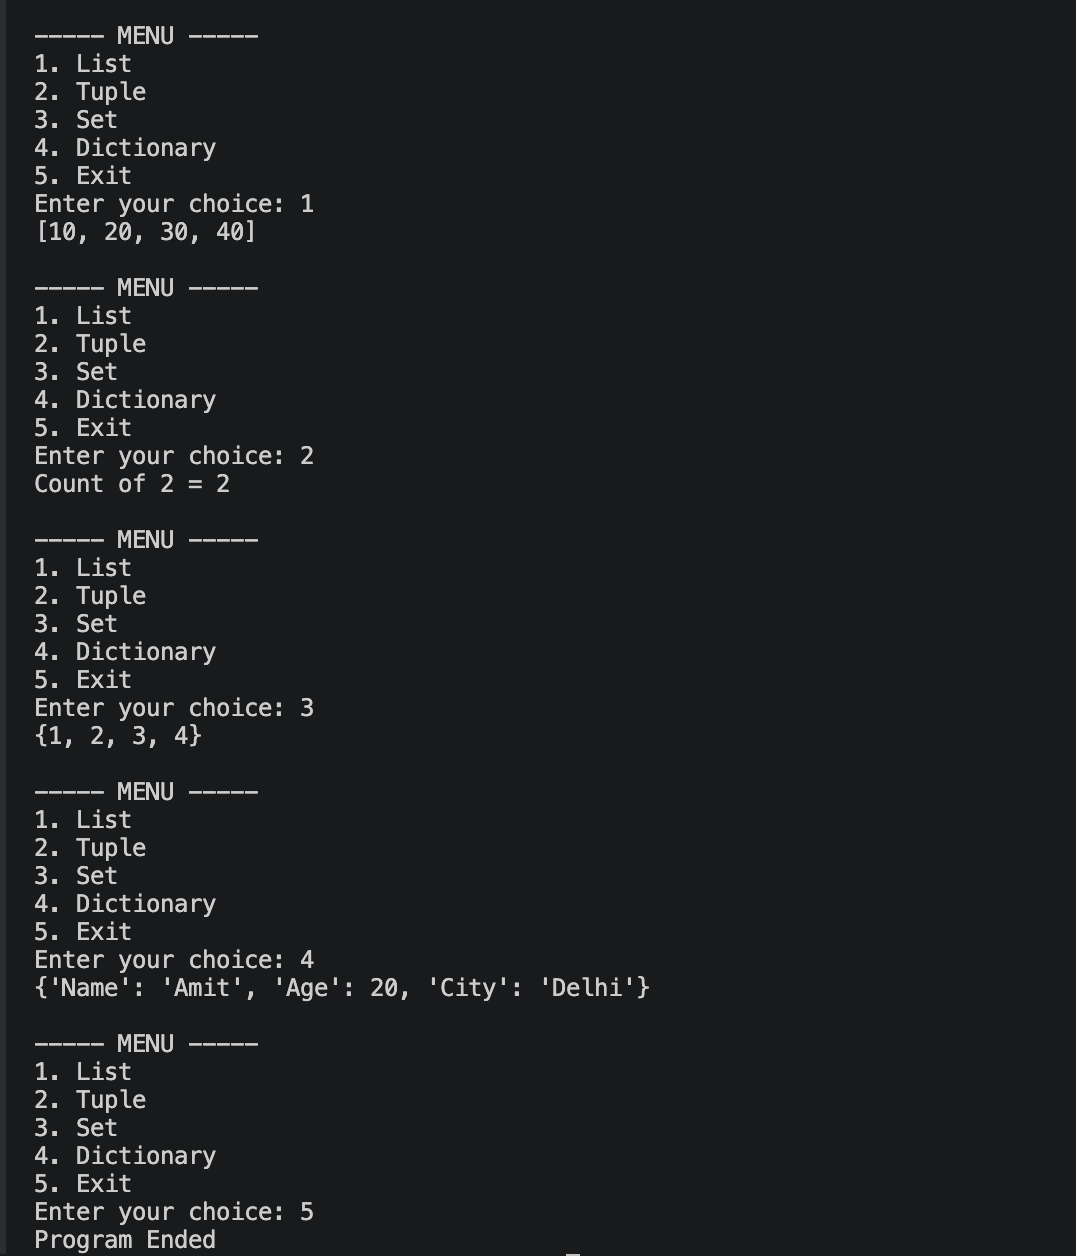 ----- MENU -----
1. List
2. Tuple
3. Set
4. Dictionary
5. Exit
Enter your choice: 1
[10, 20, 30, 40]
----- MENU -----
1. List
2. Tuple
3. Set
4. Dictionary
5. Exit
Enter your choice: 2
Count of 2 = 2
----- MENU -----
1. List
2. Tuple
3. Set
4. Dictionary
5. Exit
Enter your choice: 3
{1, 2, 3, 4}
----- MENU -----
1. List
2. Tuple
3. Set
4. Dictionary
5. Exit
Enter your choice: 4
{'Name': 'Amit', 'Age': 20, 'City': 'Delhi'}
----- MENU -----
1. List
2. Tuple
3. Set
4. Dictionary
5. Exit
Enter your choice: 5
Program Ended